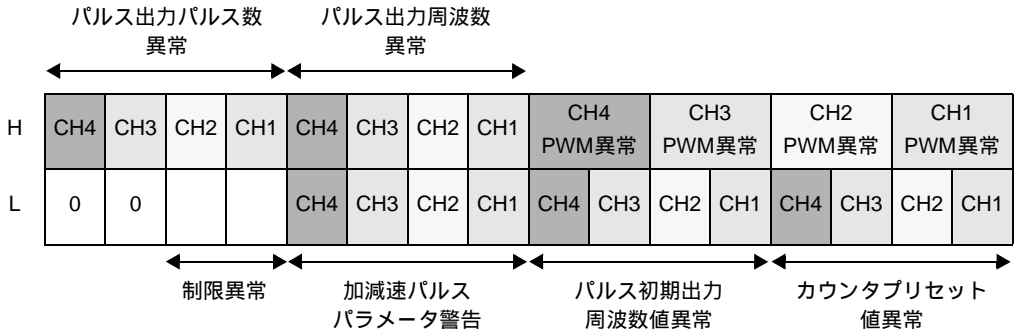 パルス出力パルス数
異常
パルス出力周波数
異常
H
CH4 CH3 CH2 CH1 CH4 CH3 CH2 CH1
CH4
PWM異常
CH3
PWM異常
CH2
PWM異常
CH1
PWM異常
L
0 0 CH4 CH3 CH2 CH1 CH4 CH3 CH2 CH1 CH4 CH3 CH2 CH1
制限異常
加減速パルス
パラメータ警告
パルス初期出力
周波数値異常
カウンタプリセット
値異常